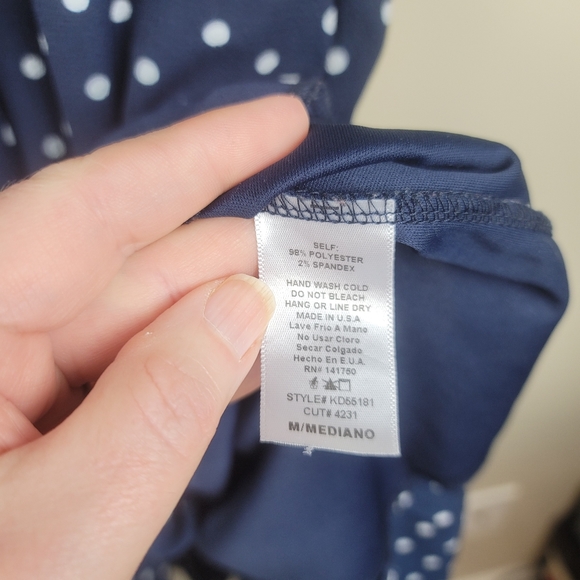 SELF:
98% POLYESTER
2% SPANDEX
HAND WASH COLD
DO NOT BLEACH
HANG OR LINE DRY
MADE IN U.S.A
Lave Frio A Mano
No Usar Cloro
Secar Colgado
Hecho En E.U.A.
RN# 141760
STYLE# KD55181
CUT# 4231
M/MEDIANO